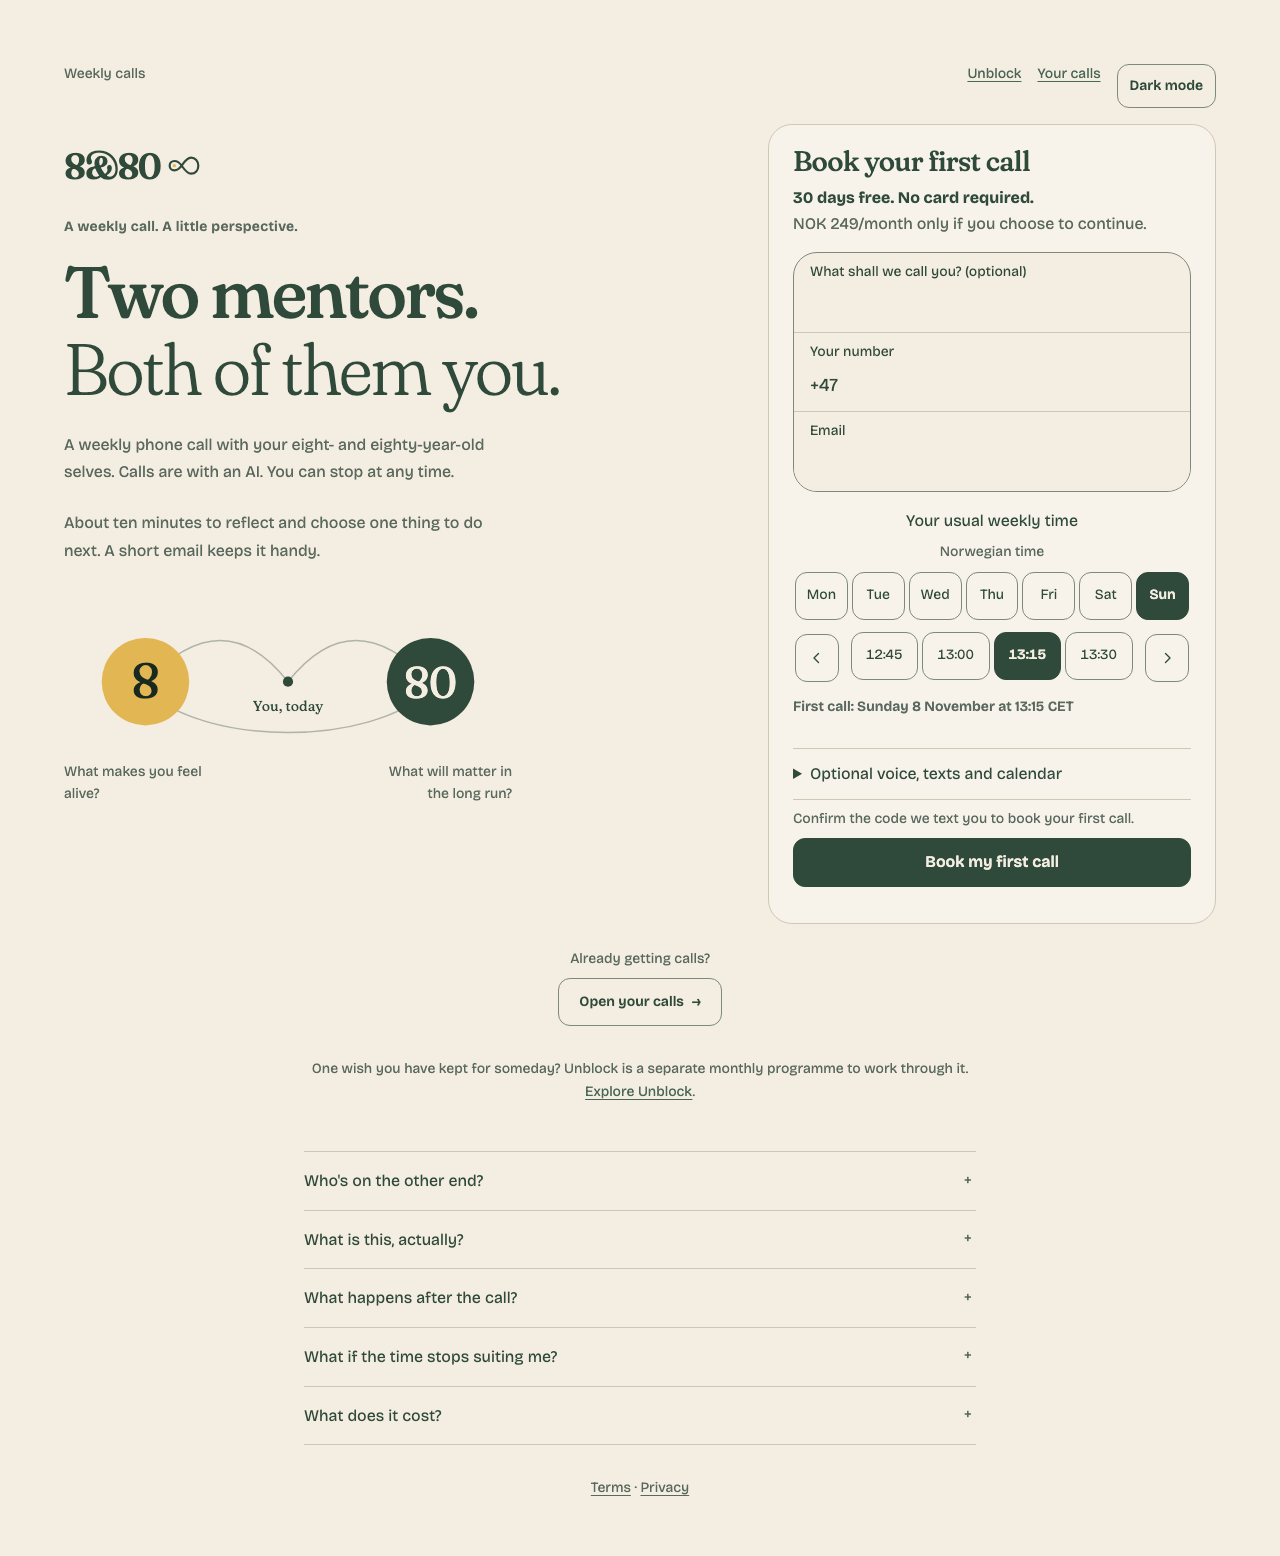 Weekly calls
Unblock Your calls Dark mode
8&80
A weekly call. A little perspective.
Two mentors.
Both of them you.
A weekly phone call with your eight- and eighty-year-old
selves. Calls are with an AI. You can stop at any time.
About ten minutes to reflect and choose one thing to do
next. A short email keeps it handy.
8
80
You, today
What makes you feel
alive?
What will matter in
the long run?
Book your first call
30 days free. No card required.
NOK 249/month only if you choose to continue.
What shall we call you? (optional)
Your number
+47
Email
Your usual weekly time
Norwegian time
Mon Tue Wed Thu Fri Sat Sun
12:45 13:00 13:15 13:30
First call: Sunday 8 November at 13:15 CET
Optional voice, texts and calendar
Confirm the code we text you to book your first call.
Book my first call
Already getting calls?
Open your calls →
One wish you have kept for someday? Unblock is a separate monthly programme to work through it.
Explore Unblock.
Who's on the other end? +
What is this, actually? +
What happens after the call? +
What if the time stops suiting me? +
What does it cost? +
Terms · Privacy